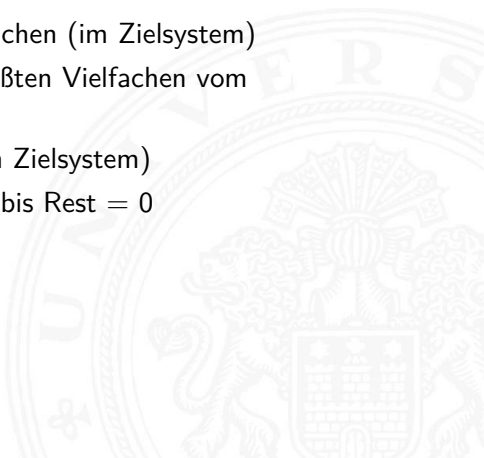 chen (im Zielsystem)
ßten Vielfachen vom
Zielsystem)
bis Rest = 0
U N I V E R S